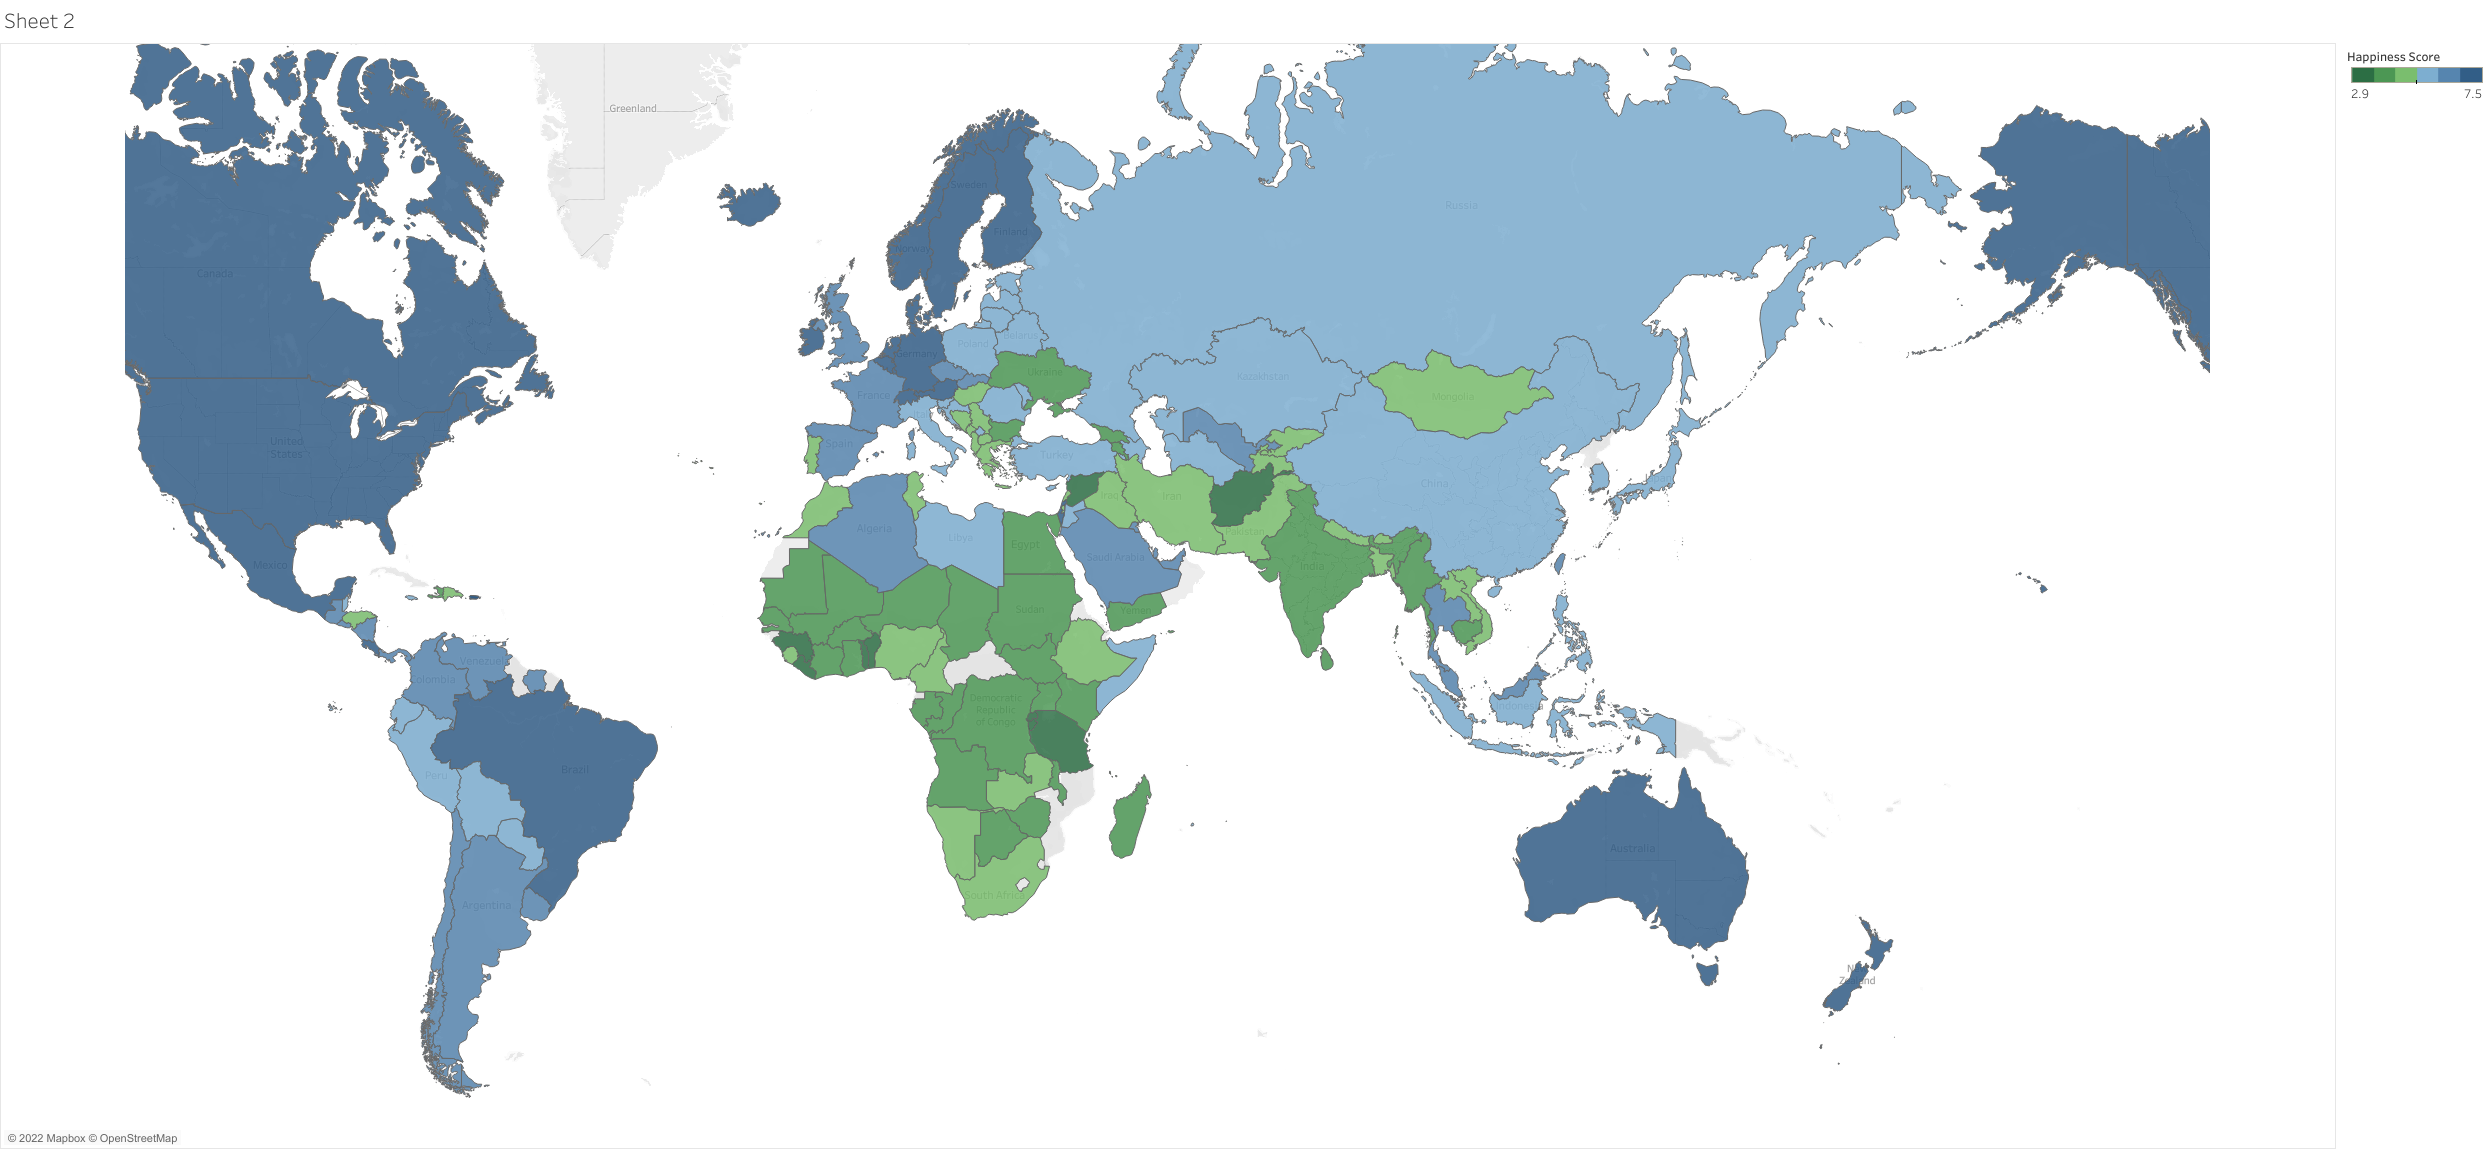 Sheet 2
Happiness Score
2.9
7.5
Greenland
Sweden
Russia
Finland
Norway
Canada
Poland
Belarus
Germany
Ukraine
Kazakhstan
France
Mongolia
United
States
Spain
Turkey
China
Iraq
Iran
Algeria
Libya
Egypt
Saudi Arabia
India
Mexico
Sudan
Yemen
Colombia
Democratic
Republic
of Congo
Indonesia
Peru
Brazil
Australia
South Africa
Argentina
Zealand
© 2022 Mapbox © OpenStreetMap